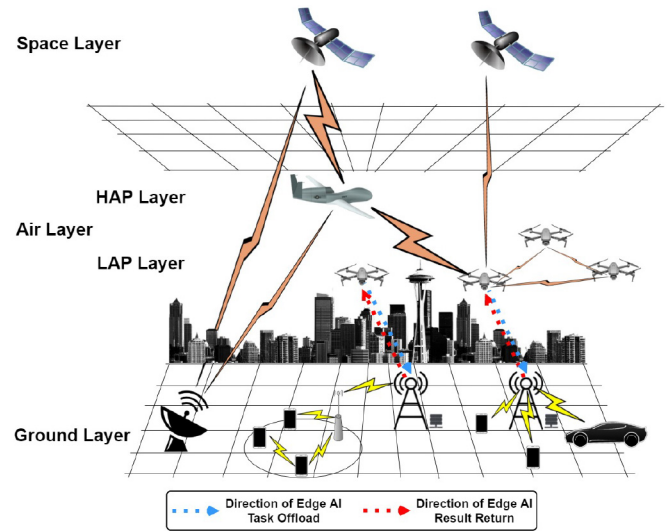 Space Layer
HAP Layer
Air Layer
LAP Layer
Ground Layer
Direction of Edge AI
Task Offload
Direction of Edge AI
Result Return